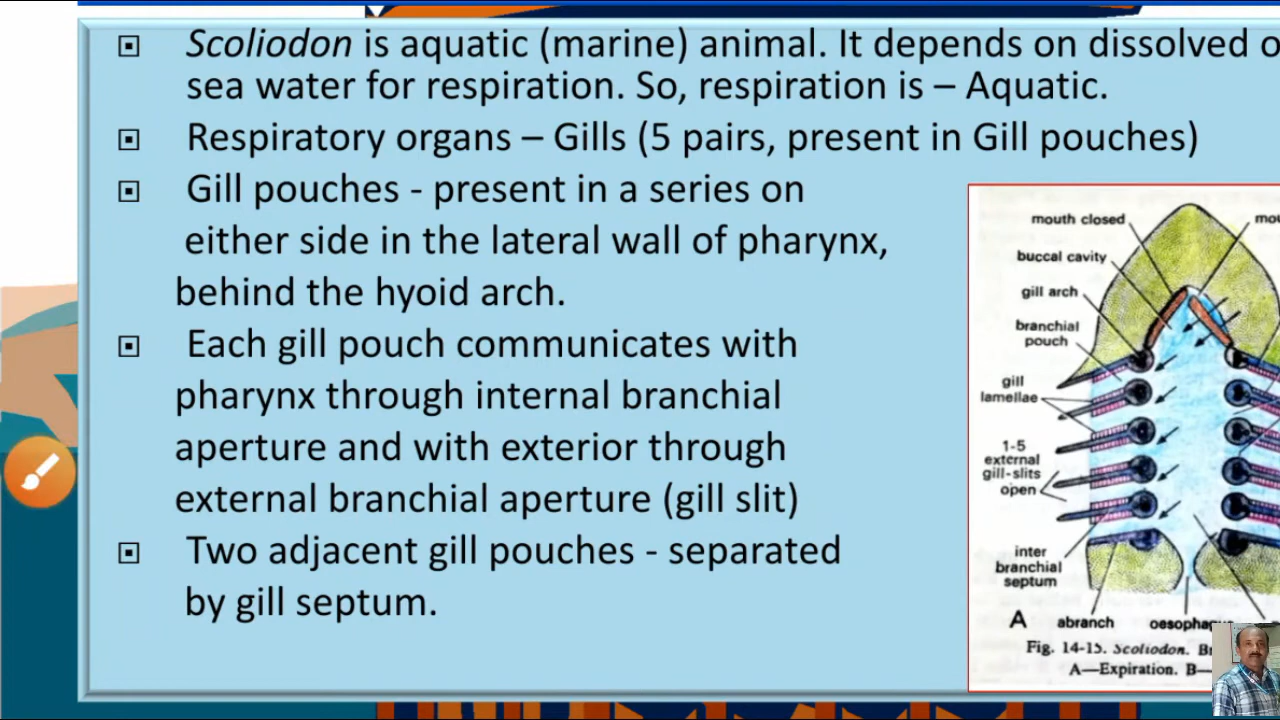 Scoliodon is aquatic (marine) animal. It depends on dissolved
sea water for respiration. So, respiration is – Aquatic.
Respiratory organs – Gills (5 pairs, present in Gill pouches)
Gill pouches - present in a series on
either side in the lateral wall of pharynx,
behind the hyoid arch.
Each gill pouch communicates with
pharynx through internal branchial
aperture and with exterior through
external branchial aperture (gill slit)
Two adjacent gill pouches - separated
by gill septum.
mouth closed
buccal cavity
gill arch
branchial
pouch
gill
lamellae
1-5
external
gill-slits
open
inter
branchial
septum
A abranch
Fig. 14-15. Scoliodon.
A—Expiration. B—